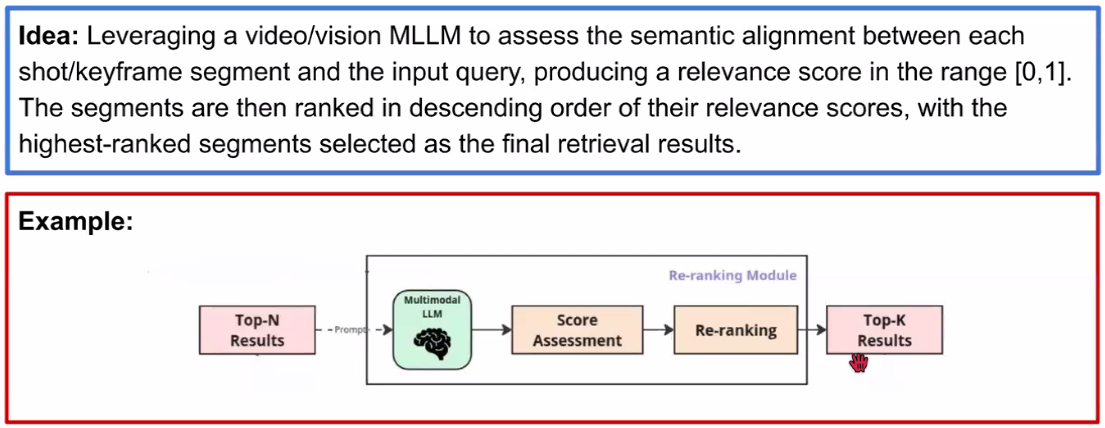 Idea: Leveraging a video/vision MLLM to assess the semantic alignment between each
shot/keyframe segment and the input query, producing a relevance score in the range [0,1].
The segments are then ranked in descending order of their relevance scores, with the
highest-ranked segments selected as the final retrieval results.
Example:
Re-ranking Module
Top-N
Results
Prompt
Multimodal
LLM
Score
Assessment
Re-ranking
Top-K
Results